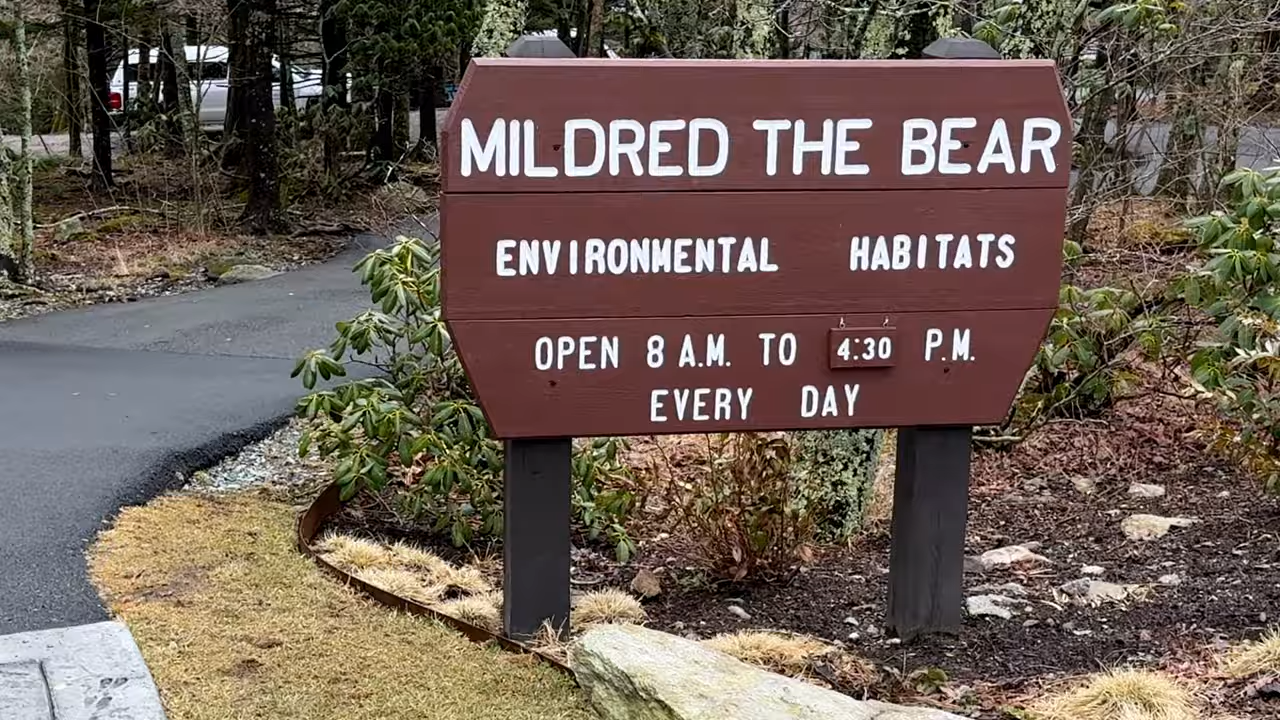 MILDRED THE BEAR
ENVIRONMENTAL HABITATS
OPEN 8 A.M. TO 4:30 P.M.
EVERY DAY